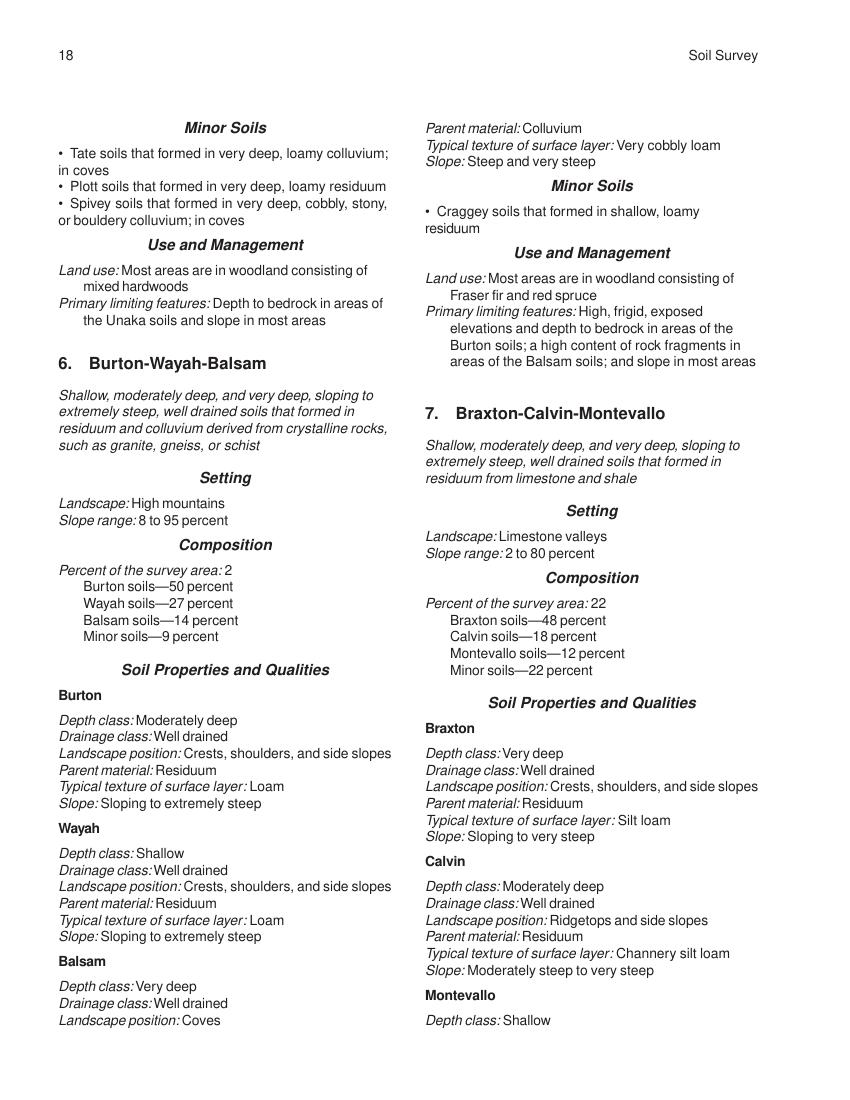 18
Soil Survey
Minor Soils
• Tate soils that formed in very deep, loamy colluvium;
in coves
• Plott soils that formed in very deep, loamy residuum
• Spivey soils that formed in very deep, cobbly, stony,
or bouldery colluvium; in coves
Use and Management
Land use: Most areas are in woodland consisting of
mixed hardwoods
Primary limiting features: Depth to bedrock in areas of
the Unaka soils and slope in most areas
6. Burton-Wayah-Balsam
Shallow, moderately deep, and very deep, sloping to
extremely steep, well drained soils that formed in
residuum and colluvium derived from crystalline rocks,
such as granite, gneiss, or schist
Setting
Landscape: High mountains
Slope range: 8 to 95 percent
Composition
Percent of the survey area: 2
Burton soils—50 percent
Wayah soils—27 percent
Balsam soils—14 percent
Minor soils—9 percent
Soil Properties and Qualities
Burton
Depth class: Moderately deep
Drainage class: Well drained
Landscape position: Crests, shoulders, and side slopes
Parent material: Residuum
Typical texture of surface layer: Loam
Slope: Sloping to extremely steep
Wayah
Depth class: Shallow
Drainage class: Well drained
Landscape position: Crests, shoulders, and side slopes
Parent material: Residuum
Typical texture of surface layer: Loam
Slope: Sloping to extremely steep
Balsam
Depth class: Very deep
Drainage class: Well drained
Landscape position: Coves
Parent material: Colluvium
Typical texture of surface layer: Very cobbly loam
Slope: Steep and very steep
Minor Soils
• Craggey soils that formed in shallow, loamy
residuum
Use and Management
Land use: Most areas are in woodland consisting of
Fraser fir and red spruce
Primary limiting features: High, frigid, exposed
elevations and depth to bedrock in areas of the
Burton soils; a high content of rock fragments in
areas of the Balsam soils; and slope in most areas
7. Braxton-Calvin-Montevallo
Shallow, moderately deep, and very deep, sloping to
extremely steep, well drained soils that formed in
residuum from limestone and shale
Setting
Landscape: Limestone valleys
Slope range: 2 to 80 percent
Composition
Percent of the survey area: 22
Braxton soils—48 percent
Calvin soils—18 percent
Montevallo soils—12 percent
Minor soils—22 percent
Soil Properties and Qualities
Braxton
Depth class: Very deep
Drainage class: Well drained
Landscape position: Crests, shoulders, and side slopes
Parent material: Residuum
Typical texture of surface layer: Silt loam
Slope: Sloping to very steep
Calvin
Depth class: Moderately deep
Drainage class: Well drained
Landscape position: Ridgetops and side slopes
Parent material: Residuum
Typical texture of surface layer: Channery silt loam
Slope: Moderately steep to very steep
Montevallo
Depth class: Shallow